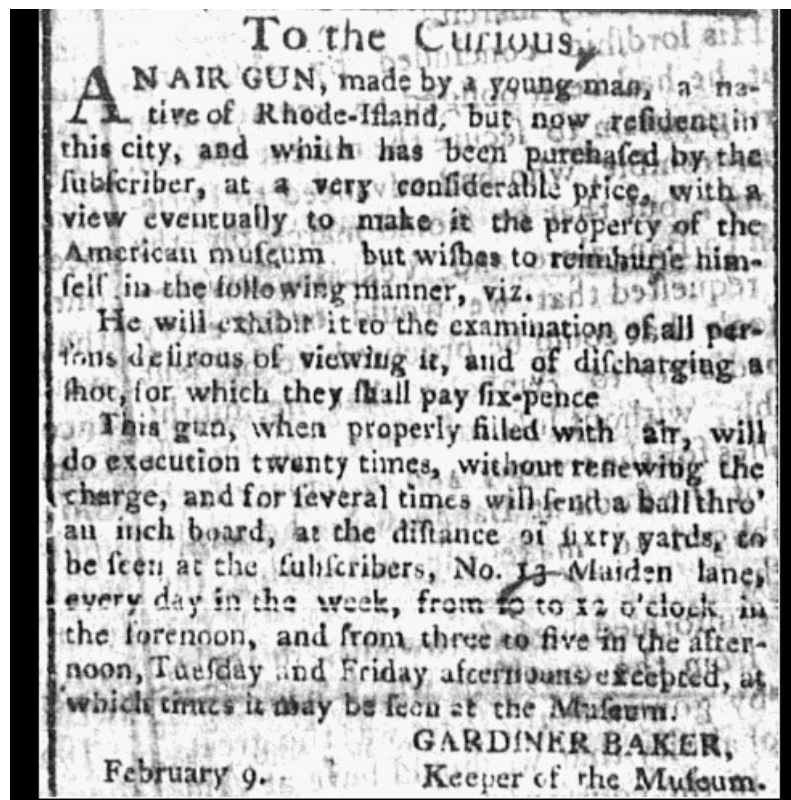 To the Curious,
AN AIR GUN, made by a young man, a na-
tive of Rhode-Iſland, but now reſident in
this city, and which has been purchaſed by the
ſubſcriber, at a very conſiderable price, with a
view eventually to make it the property of the
American muſeum but wiſhes to reimburſe him-
ſelf in the following manner, viz.
He will exhibit it to the examination of all per-
ſons deſirous of viewing it, and of diſcharging a
ſhot, for which they ſhall pay ſix-pence
This gun, when properly filled with air, will
do execution twenty times, without renewing the
charge, and for ſeveral times will ſend a ball thro'
an inch board, at the diſtance of ſixty yards, to
be ſeen at the ſubſcribers, No. 13 Maiden lane,
every day in the week, from 10 to 12 o'clock in
the forenoon, and from three to five in the after-
noon, Tueſday and Friday afternoons excepted, at
which times it may be ſeen at the Muſeum.
GARDINER BAKER,
February 9. Keeper of the Muſeum.